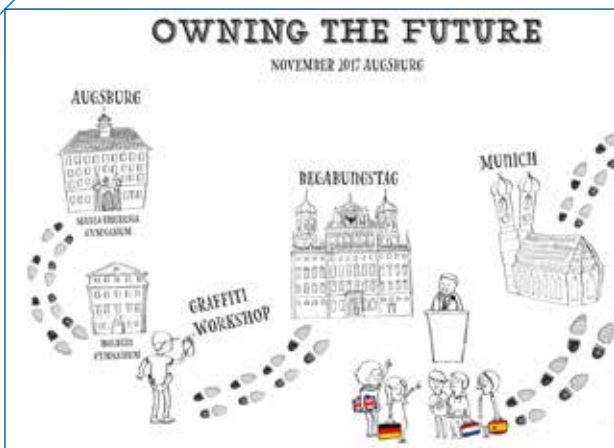 OWNING THE FUTURE
NOVEMBER 2017 AUGSBURG
AUGSBURG
MARIA-THERESIA
GYMNASIUM
HOLBEIN
GYMNASIUM
GRAFFITI
WORKSHOP
BEGABUNGSTAG
MUNICH